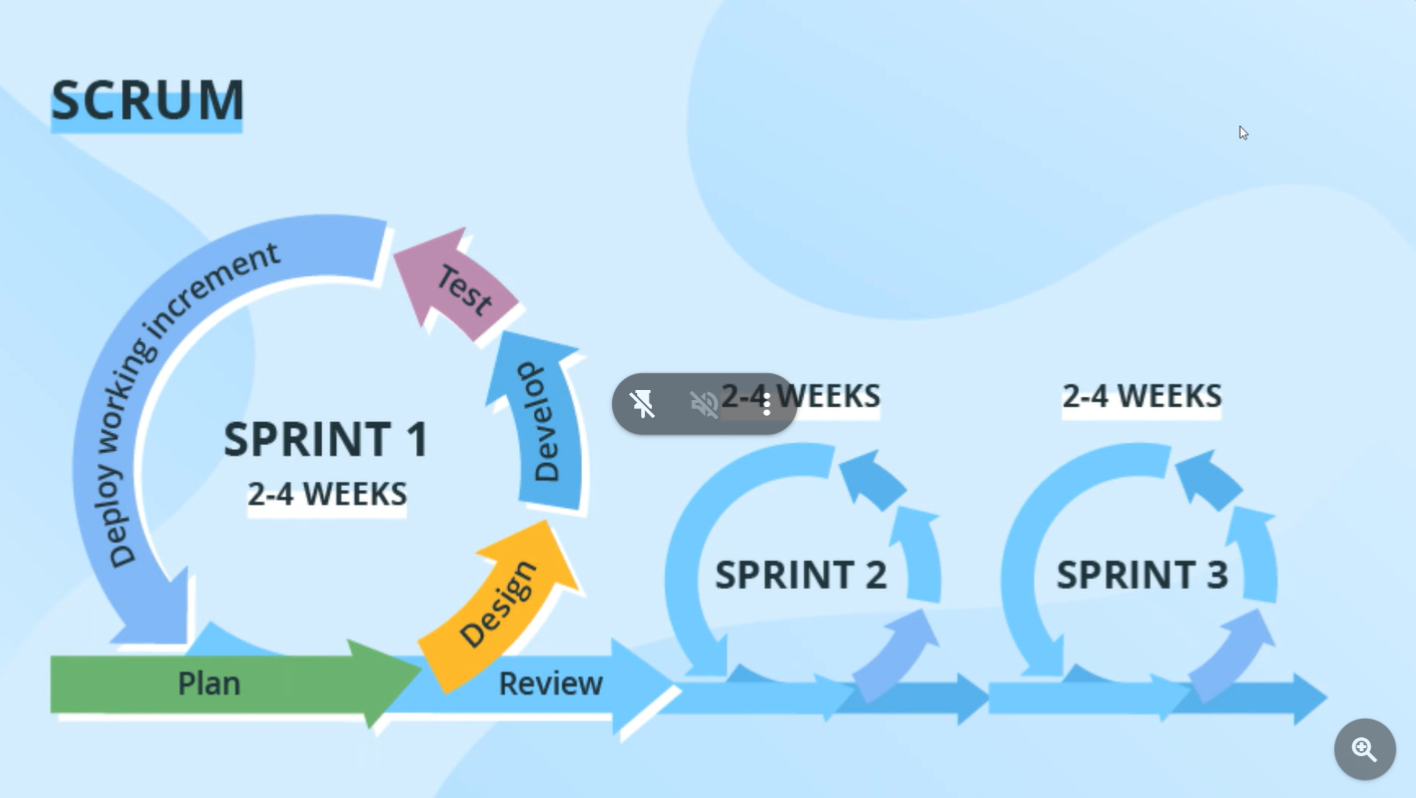 SCRUM
Deploy working increment
Test
Develop
SPRINT 1
2-4 WEEKS
Design
Plan
Review
2-4 WEEKS
SPRINT 2
2-4 WEEKS
SPRINT 3